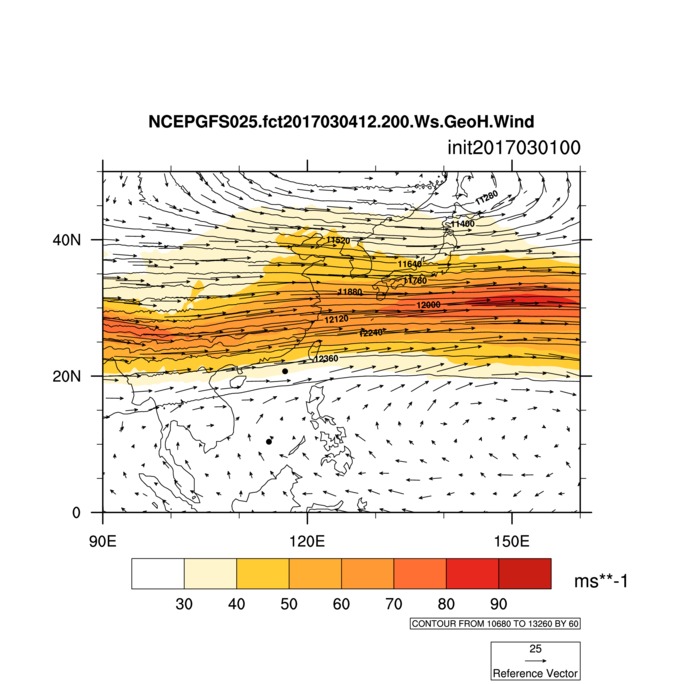 NCEPGFS025.fct2017030412.200.Ws.GeoH.Wind
init2017030100
11280
11400
40N
11520
11640
11760
11880
12000
12120
12240
12360
20N
0
90E 120E 150E
ms**-1
30 40 50 60 70 80 90
CONTOUR FROM 10680 TO 13260 BY 60
25
Reference Vector